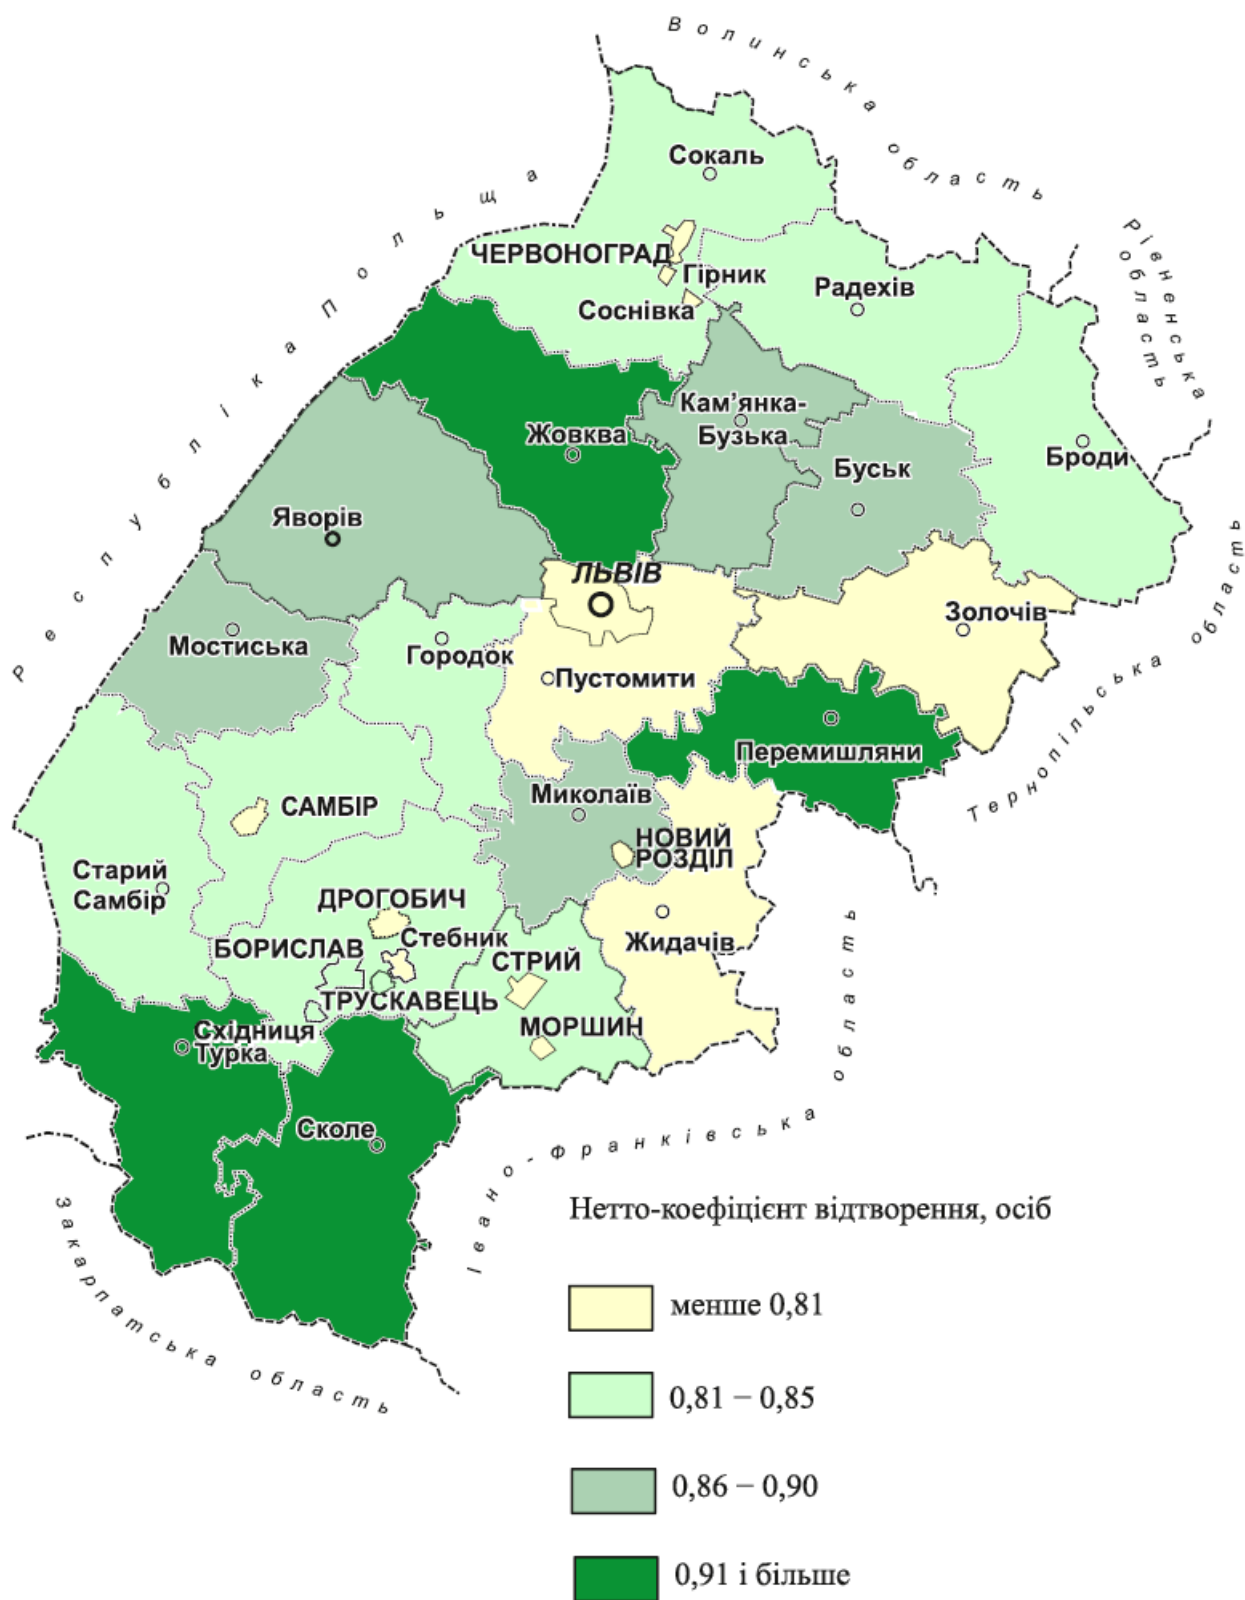 Волинська область
Рівненська
область
Республіка Польща
Тернопільська область
Івано-Франківська область
Закарпатська область
Сокаль
ЧЕРВОНОГРАД
Гірник
Соснівка
Радехів
Кам’янка-
Бузька
Жовква
Буськ
Броди
Яворів
ЛЬВІВ
Золочів
Мостиська
Городок
Пустомити
Перемишляни
Миколаїв
САМБІР
НОВИЙ
РОЗДІЛ
Старий
Самбір
ДРОГОБИЧ
Стебник
БОРИСЛАВ
СТРИЙ
Жидачів
ТРУСКАВЕЦЬ
МОРШИН
Східниця
Турка
Сколе
Нетто-коефіцієнт відтворення, осіб
менше 0,81
0,81 – 0,85
0,86 – 0,90
0,91 і більше